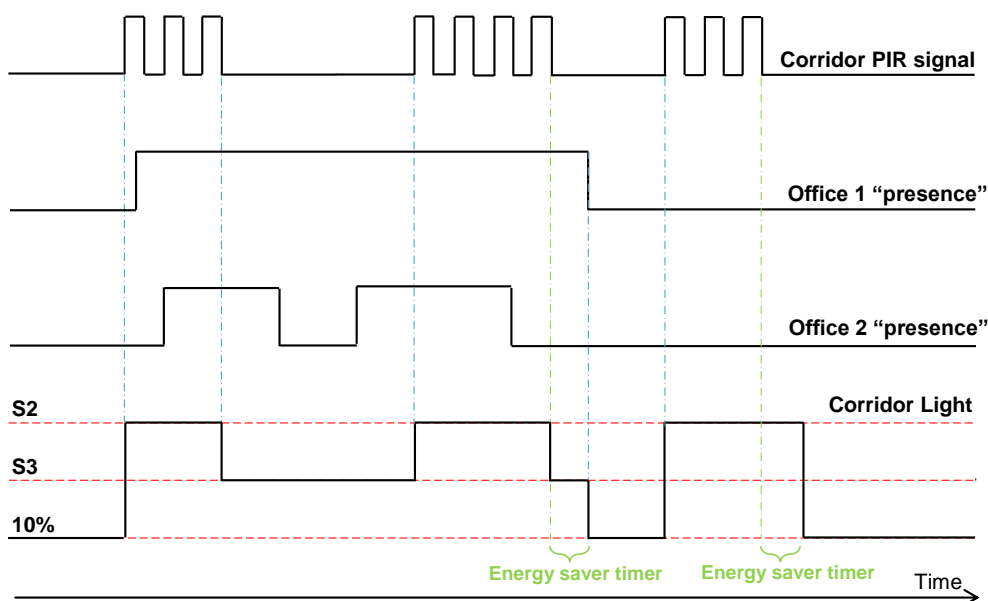 Corridor PIR signal
Office 1 “presence”
Office 2 “presence”
S2
Corridor Light
S3
10%
Energy saver timer
Energy saver timer
Time